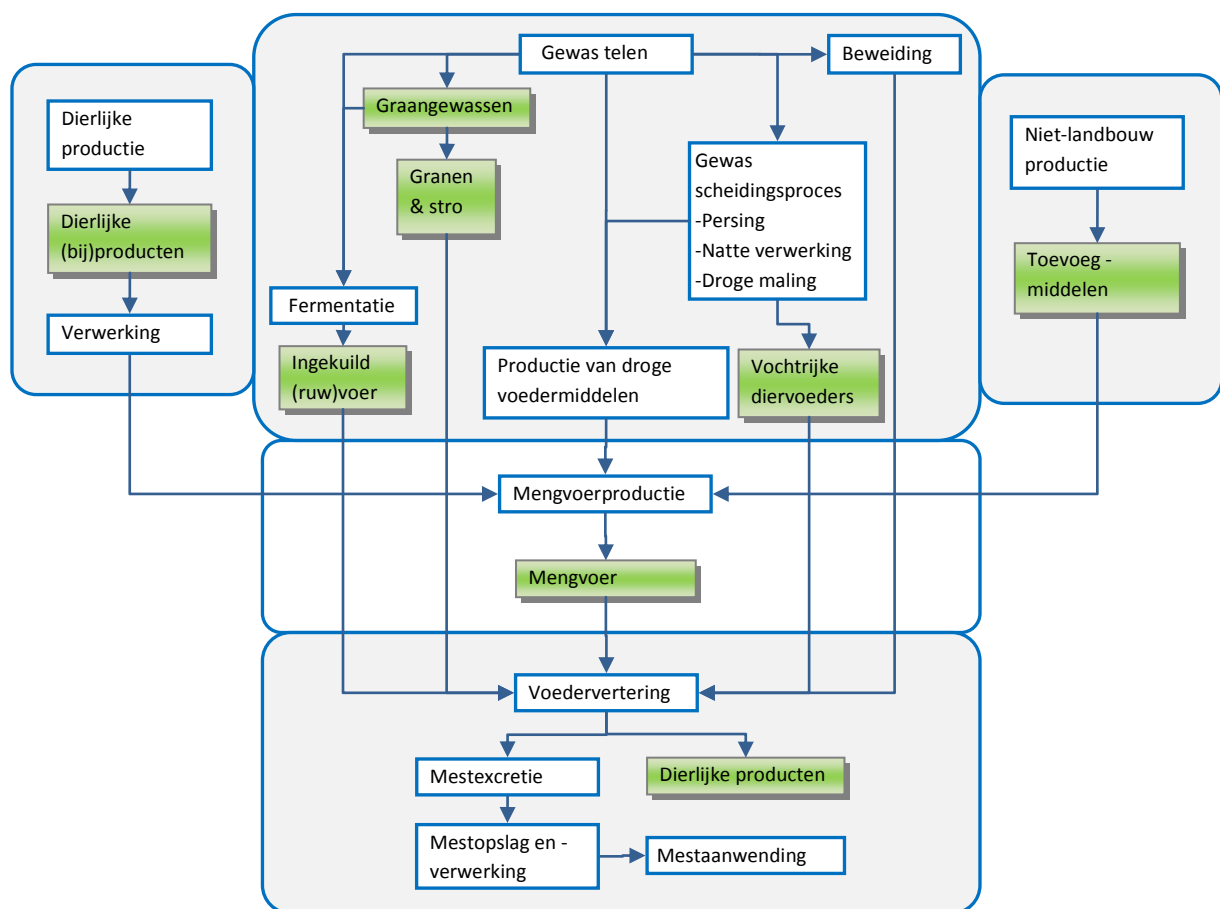 Gewas telen
Beweiding
Graangewassen
Dierlijke
productie
Niet-landbouw
productie
Gewas
scheidingsproces
-Persing
-Natte verwerking
-Droge maling
Granen
& stro
Dierlijke
(bij)producten
Toevoeg -
middelen
Fermentatie
Verwerking
Ingekuild
(ruw)voer
Productie van droge
voedermiddelen
Vochtrijke
diervoeders
Mengvoerproductie
Mengvoer
Voedervertering
Mestexcretie
Dierlijke producten
Mestopslag en -
verwerking
Mestaanwending